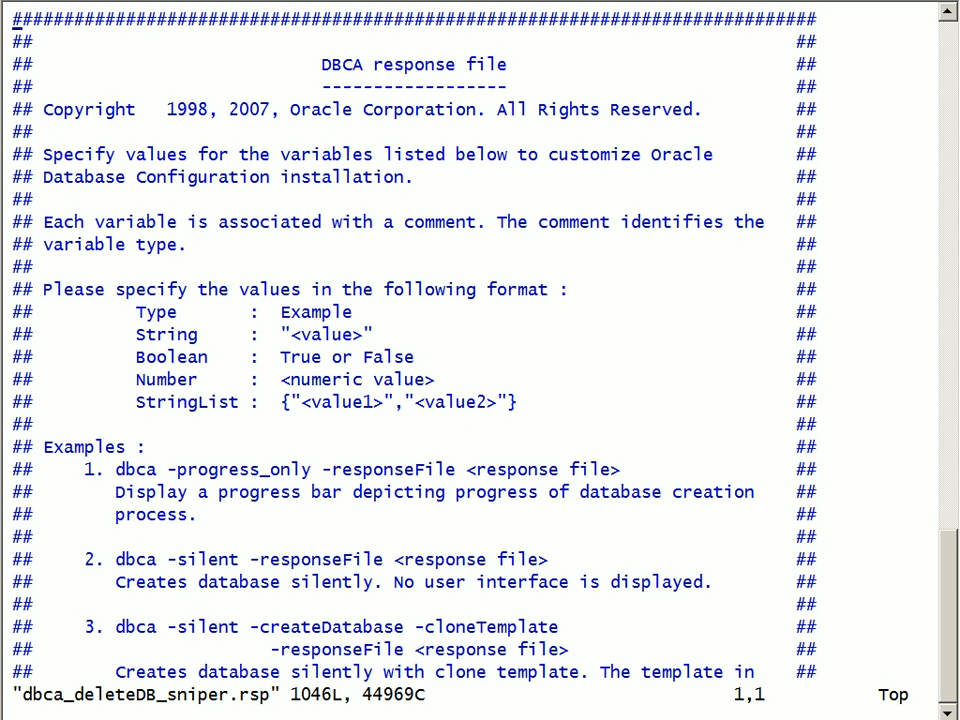 ##############################################################################
##                                                                          ##
##                            DBCA response file                            ##
##                            ------------------                            ##
## Copyright   1998, 2007, Oracle Corporation. All Rights Reserved.         ##
##                                                                          ##
## Specify values for the variables listed below to customize Oracle        ##
## Database Configuration installation.                                     ##
##                                                                          ##
## Each variable is associated with a comment. The comment identifies the   ##
## variable type.                                                           ##
##                                                                          ##
## Please specify the values in the following format :                      ##
##          Type       :  Example                                           ##
##          String     :  "<value>"                                         ##
##          Boolean    :  True or False                                     ##
##          Number     :  <numeric value>                                   ##
##          StringList :  {"<value1>","<value2>"}                           ##
##                                                                          ##
## Examples :                                                               ##
##     1. dbca -progress_only -responseFile <response file>                 ##
##        Display a progress bar depicting progress of database creation    ##
##        process.                                                          ##
##                                                                          ##
##     2. dbca -silent -responseFile <response file>                        ##
##        Creates database silently. No user interface is displayed.        ##
##                                                                          ##
##     3. dbca -silent -createDatabase -cloneTemplate                       ##
##                       -responseFile <response file>                      ##
##        Creates database silently with clone template. The template in    ##
"dbca_deleteDB_sniper.rsp" 1046L, 44969C                              1,1           Top